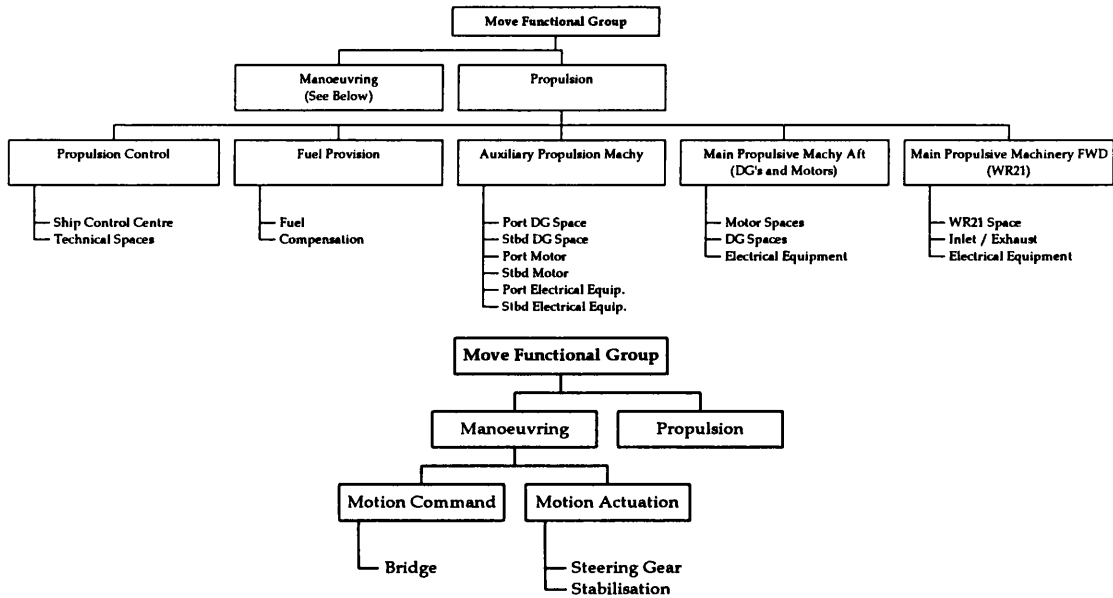 Move Functional Group
Manoeuvring
(See Below)
Propulsion
Propulsion Control
Fuel Provision
Auxiliary Propulsion Machy
Main Propulsive Machy Aft
(DG's and Motors)
Main Propulsive Machinery FWD
(WR21)
Ship Control Centre
Technical Spaces
Fuel
Compensation
Port DG Space
Stbd DG Space
Port Motor
Stbd Motor
Port Electrical Equip.
Stbd Electrical Equip.
Motor Spaces
DG Spaces
Electrical Equipment
WR21 Space
Inlet / Exhaust
Electrical Equipment
Move Functional Group
Manoeuvring
Propulsion
Motion Command
Motion Actuation
Bridge
Steering Gear
Stabilisation